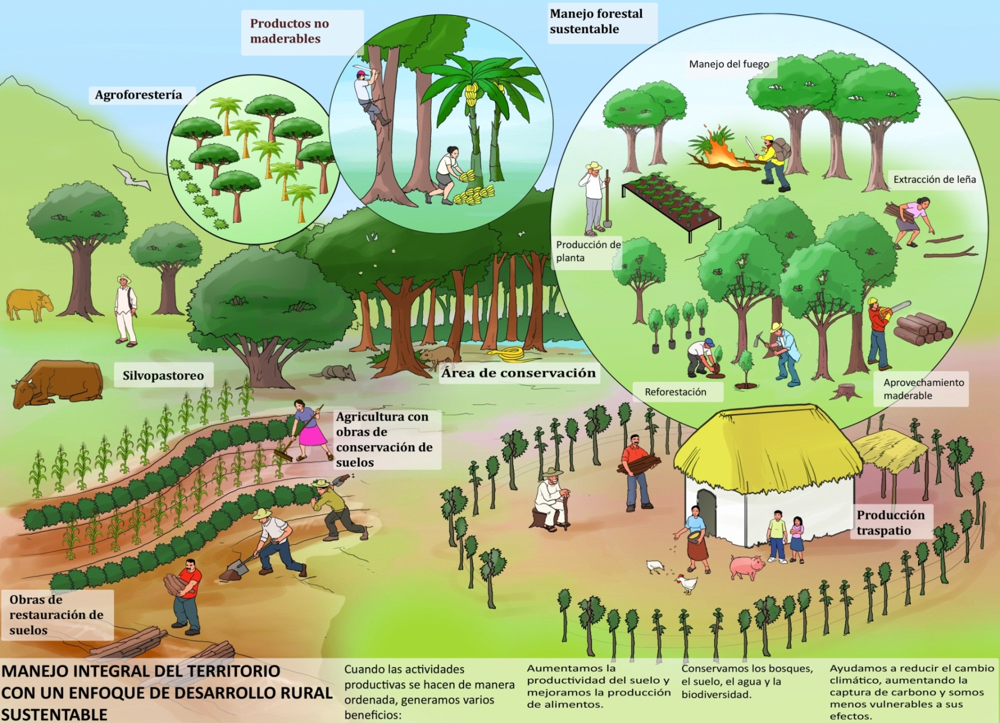 Productos no
maderables
Manejo forestal
sustentable
Manejo del fuego
Agroforestería
Extracción de leña
Producción de
planta
Silvopastoreo
Área de conservación
Reforestación
Aprovechamiento
maderable
Agricultura con
obras de
conservación de
suelos
Producción
traspatio
Obras de
restauración de
suelos
MANEJO INTEGRAL DEL TERRITORIO
CON UN ENFOQUE DE DESARROLLO RURAL
SUSTENTABLE
Cuando las actividades
productivas se hacen de manera
ordenada, generamos varios
beneficios:
Aumentamos la
productividad del suelo y
mejoramos la producción
de alimentos.
Conservamos los bosques,
el suelo, el agua y la
biodiversidad.
Ayudamos a reducir el cambio
climático, aumentando la
captura de carbono y somos
menos vulnerables a sus
efectos.